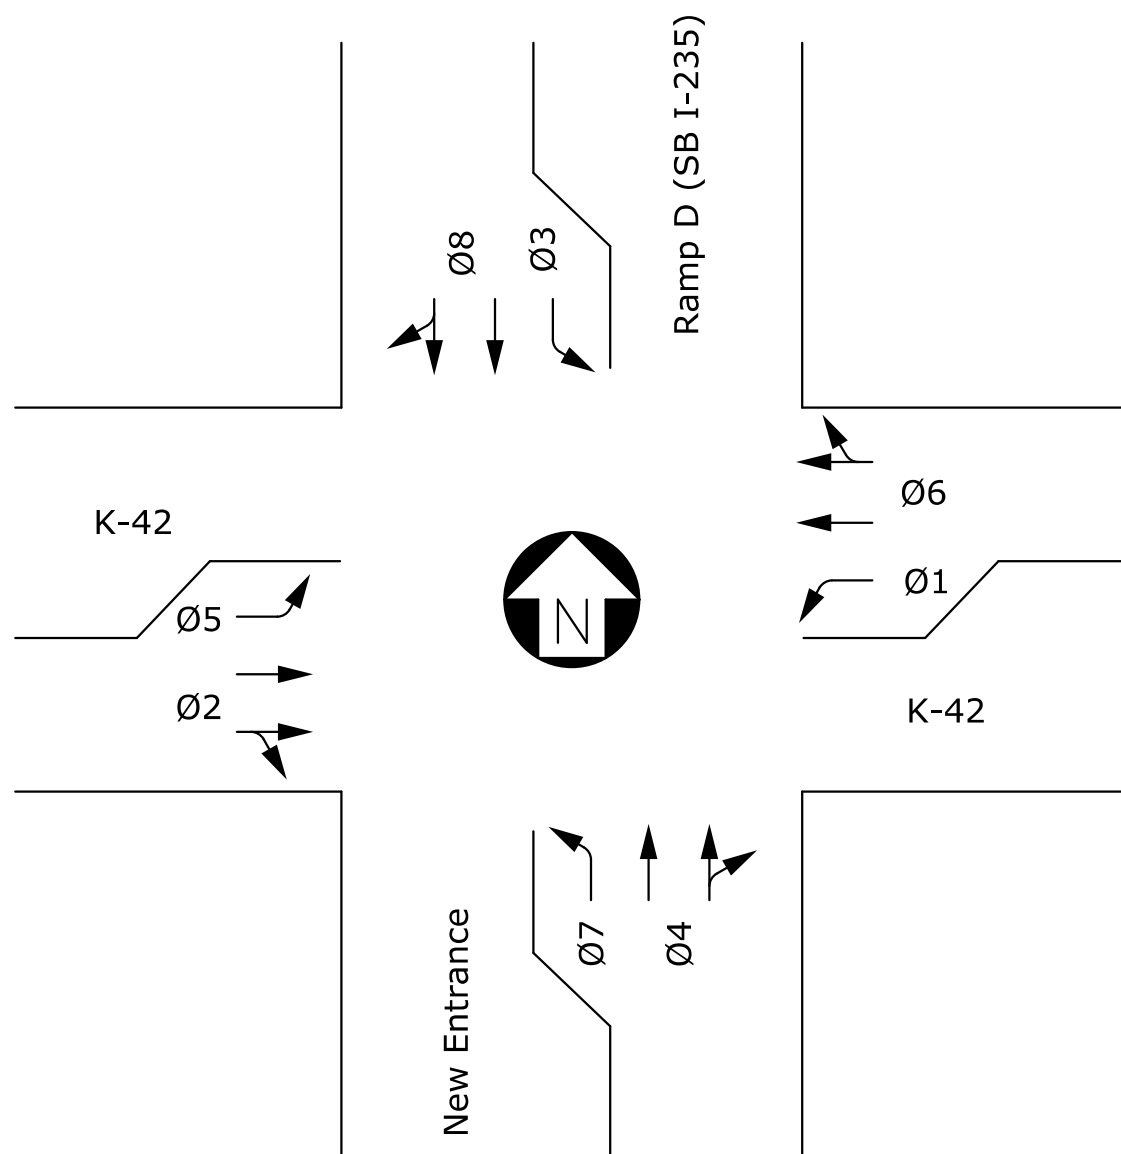 Ramp D (SB I-235)
Ø8
Ø3
K-42
Ø6
Ø5
N
Ø1
Ø2
K-42
New Entrance
Ø7
Ø4